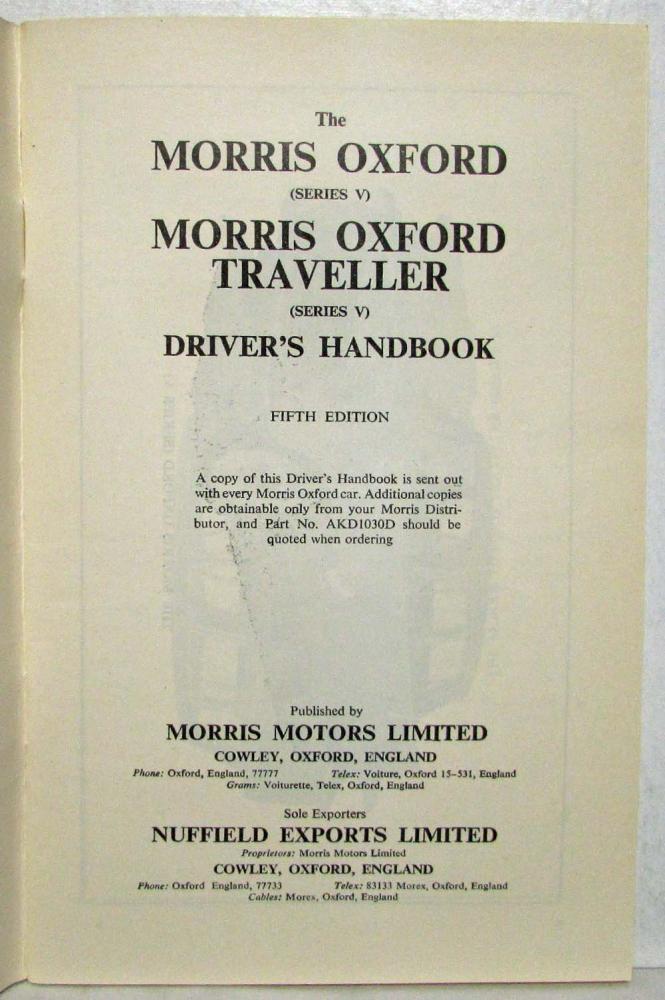 The
MORRIS OXFORD
(SERIES V)
MORRIS OXFORD
TRAVELLER
(SERIES V)
DRIVER'S HANDBOOK
FIFTH EDITION
A copy of this Driver's Handbook is sent out
with every Morris Oxford car. Additional copies
are obtainable only from your Morris Distri-
butor, and Part No. AKD1030D should be
quoted when ordering
Published by
MORRIS MOTORS LIMITED
COWLEY, OXFORD, ENGLAND
Phone: Oxford, England, 77777 Telex: Voiture, Oxford 15-531, England
Grams: Voiturette, Telex, Oxford, England
Sole Exporters
NUFFIELD EXPORTS LIMITED
Proprietors: Morris Motors Limited
COWLEY, OXFORD, ENGLAND
Phone: Oxford England, 77733 Telex: 83133 Morex, Oxford, England
Cables: Morex, Oxford, England